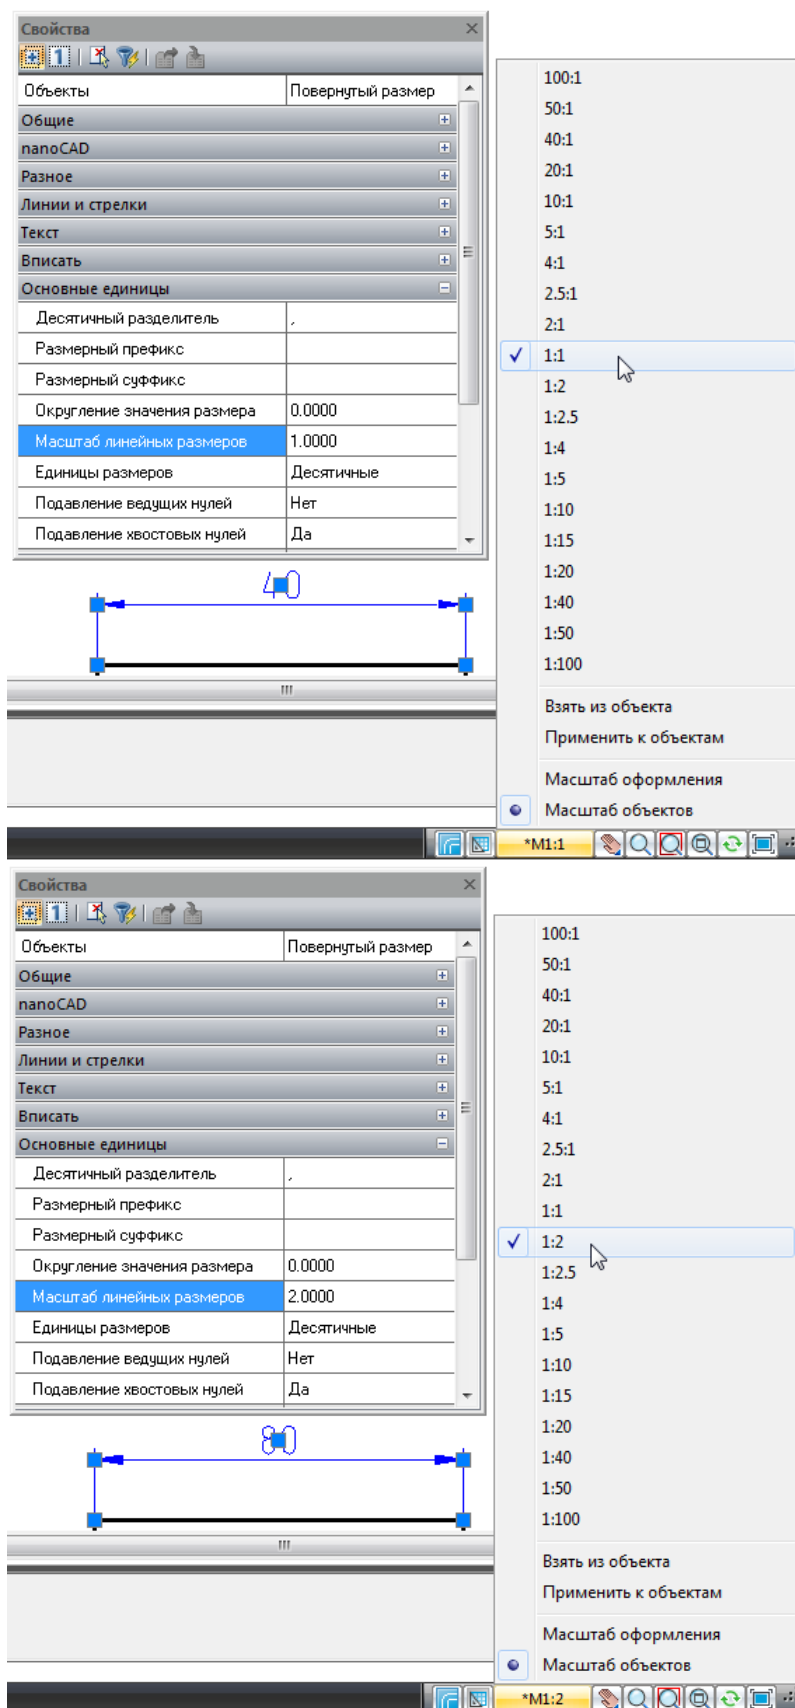 Свойства
Объекты Повернутый размер
Общие
nanoCAD
Разное
Линии и стрелки
Текст
Вписать
Основные единицы
Десятичный разделитель ,
Размерный префикс
Размерный суффикс
Округление значения размера 0.0000
Масштаб линейных размеров 1.0000
Единицы размеров Десятичные
Подавление ведущих нулей Нет
Подавление хвостовых нулей Да
40
100:1
50:1
40:1
20:1
10:1
5:1
4:1
2.5:1
2:1
1:1
1:2
1:2.5
1:4
1:5
1:10
1:15
1:20
1:40
1:50
1:100
Взять из объекта
Применить к объектам
Масштаб оформления
Масштаб объектов
*M1:1
Свойства
Объекты Повернутый размер
Общие
nanoCAD
Разное
Линии и стрелки
Текст
Вписать
Основные единицы
Десятичный разделитель ,
Размерный префикс
Размерный суффикс
Округление значения размера 0.0000
Масштаб линейных размеров 2.0000
Единицы размеров Десятичные
Подавление ведущих нулей Нет
Подавление хвостовых нулей Да
80
100:1
50:1
40:1
20:1
10:1
5:1
4:1
2.5:1
2:1
1:1
1:2
1:2.5
1:4
1:5
1:10
1:15
1:20
1:40
1:50
1:100
Взять из объекта
Применить к объектам
Масштаб оформления
Масштаб объектов
*M1:2